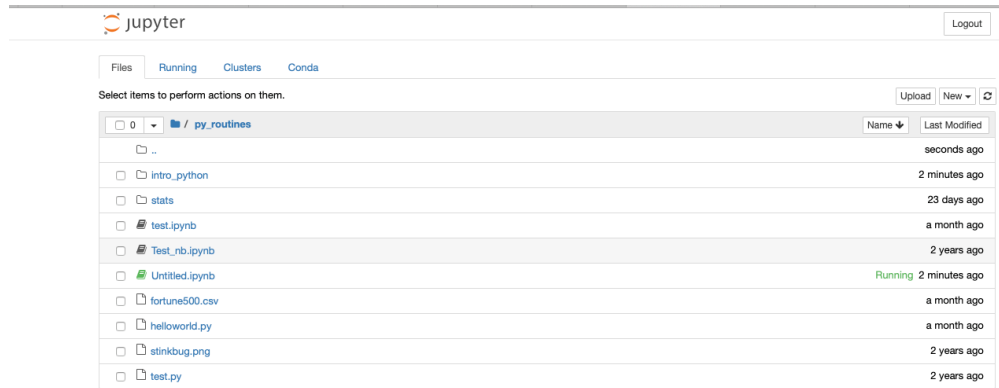 jupyter Logout
Files Running Clusters Conda
Select items to perform actions on them. Upload New
0 / py_routines Name Last Modified
.. seconds ago
intro_python 2 minutes ago
stats 23 days ago
test.ipynb a month ago
Test_nb.ipynb 2 years ago
Untitled.ipynb Running 2 minutes ago
fortune500.csv a month ago
helloworld.py a month ago
stinkbug.png 2 years ago
test.py 2 years ago